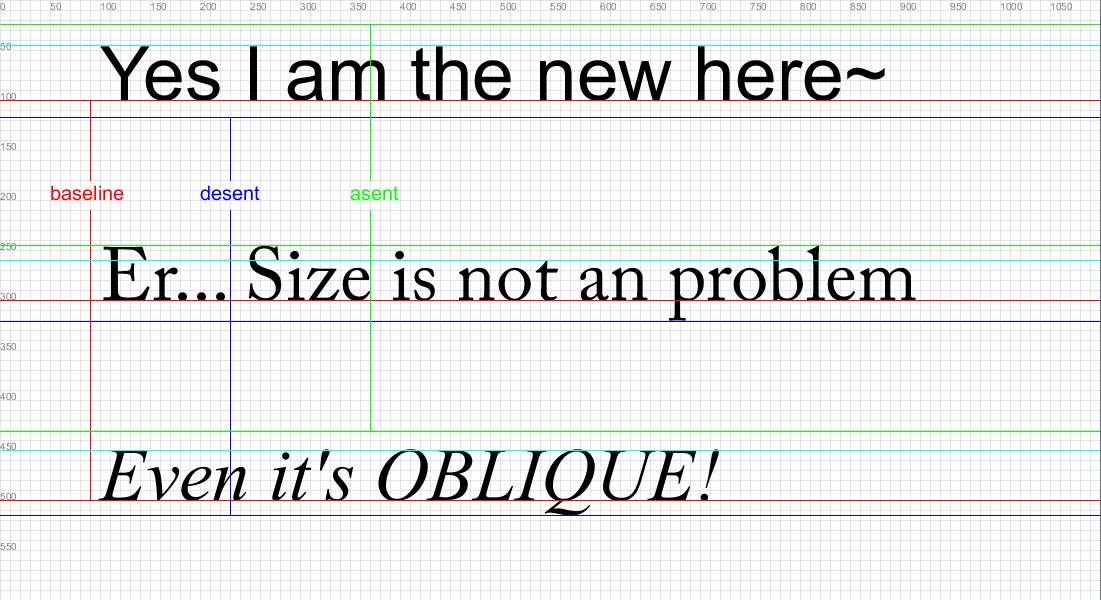 0 50 100 150 200 250 300 350 400 450 500 550 600 650 700 750 800 850 900 950 1000 1050
50
Yes I am the new here~
100
150
baseline desent asent
200
250
Er... Size is not an problem
300
350
400
450
Even it's OBLIQUE!
500
550